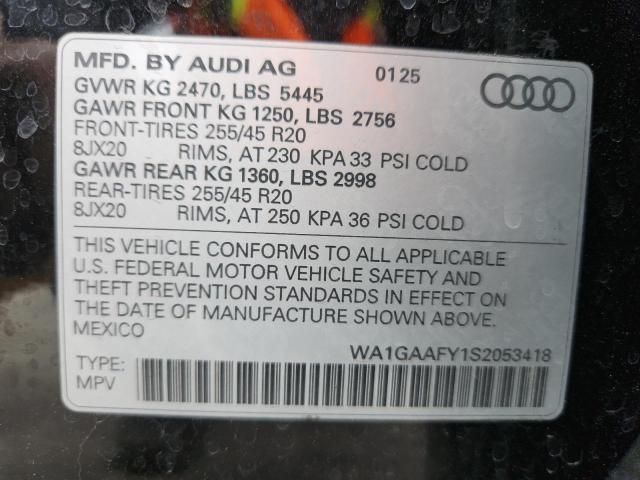 MFD. BY AUDI AG 0125
GVWR KG 2470, LBS 5445
GAWR FRONT KG 1250, LBS 2756
FRONT-TIRES 255/45 R20
8JX20 RIMS, AT 230 KPA 33 PSI COLD
GAWR REAR KG 1360, LBS 2998
REAR-TIRES 255/45 R20
8JX20 RIMS, AT 250 KPA 36 PSI COLD
THIS VEHICLE CONFORMS TO ALL APPLICABLE
U.S. FEDERAL MOTOR VEHICLE SAFETY AND
THEFT PREVENTION STANDARDS IN EFFECT ON
THE DATE OF MANUFACTURE SHOWN ABOVE.
MEXICO
WA1GAAFY1S2053418
TYPE:
MPV